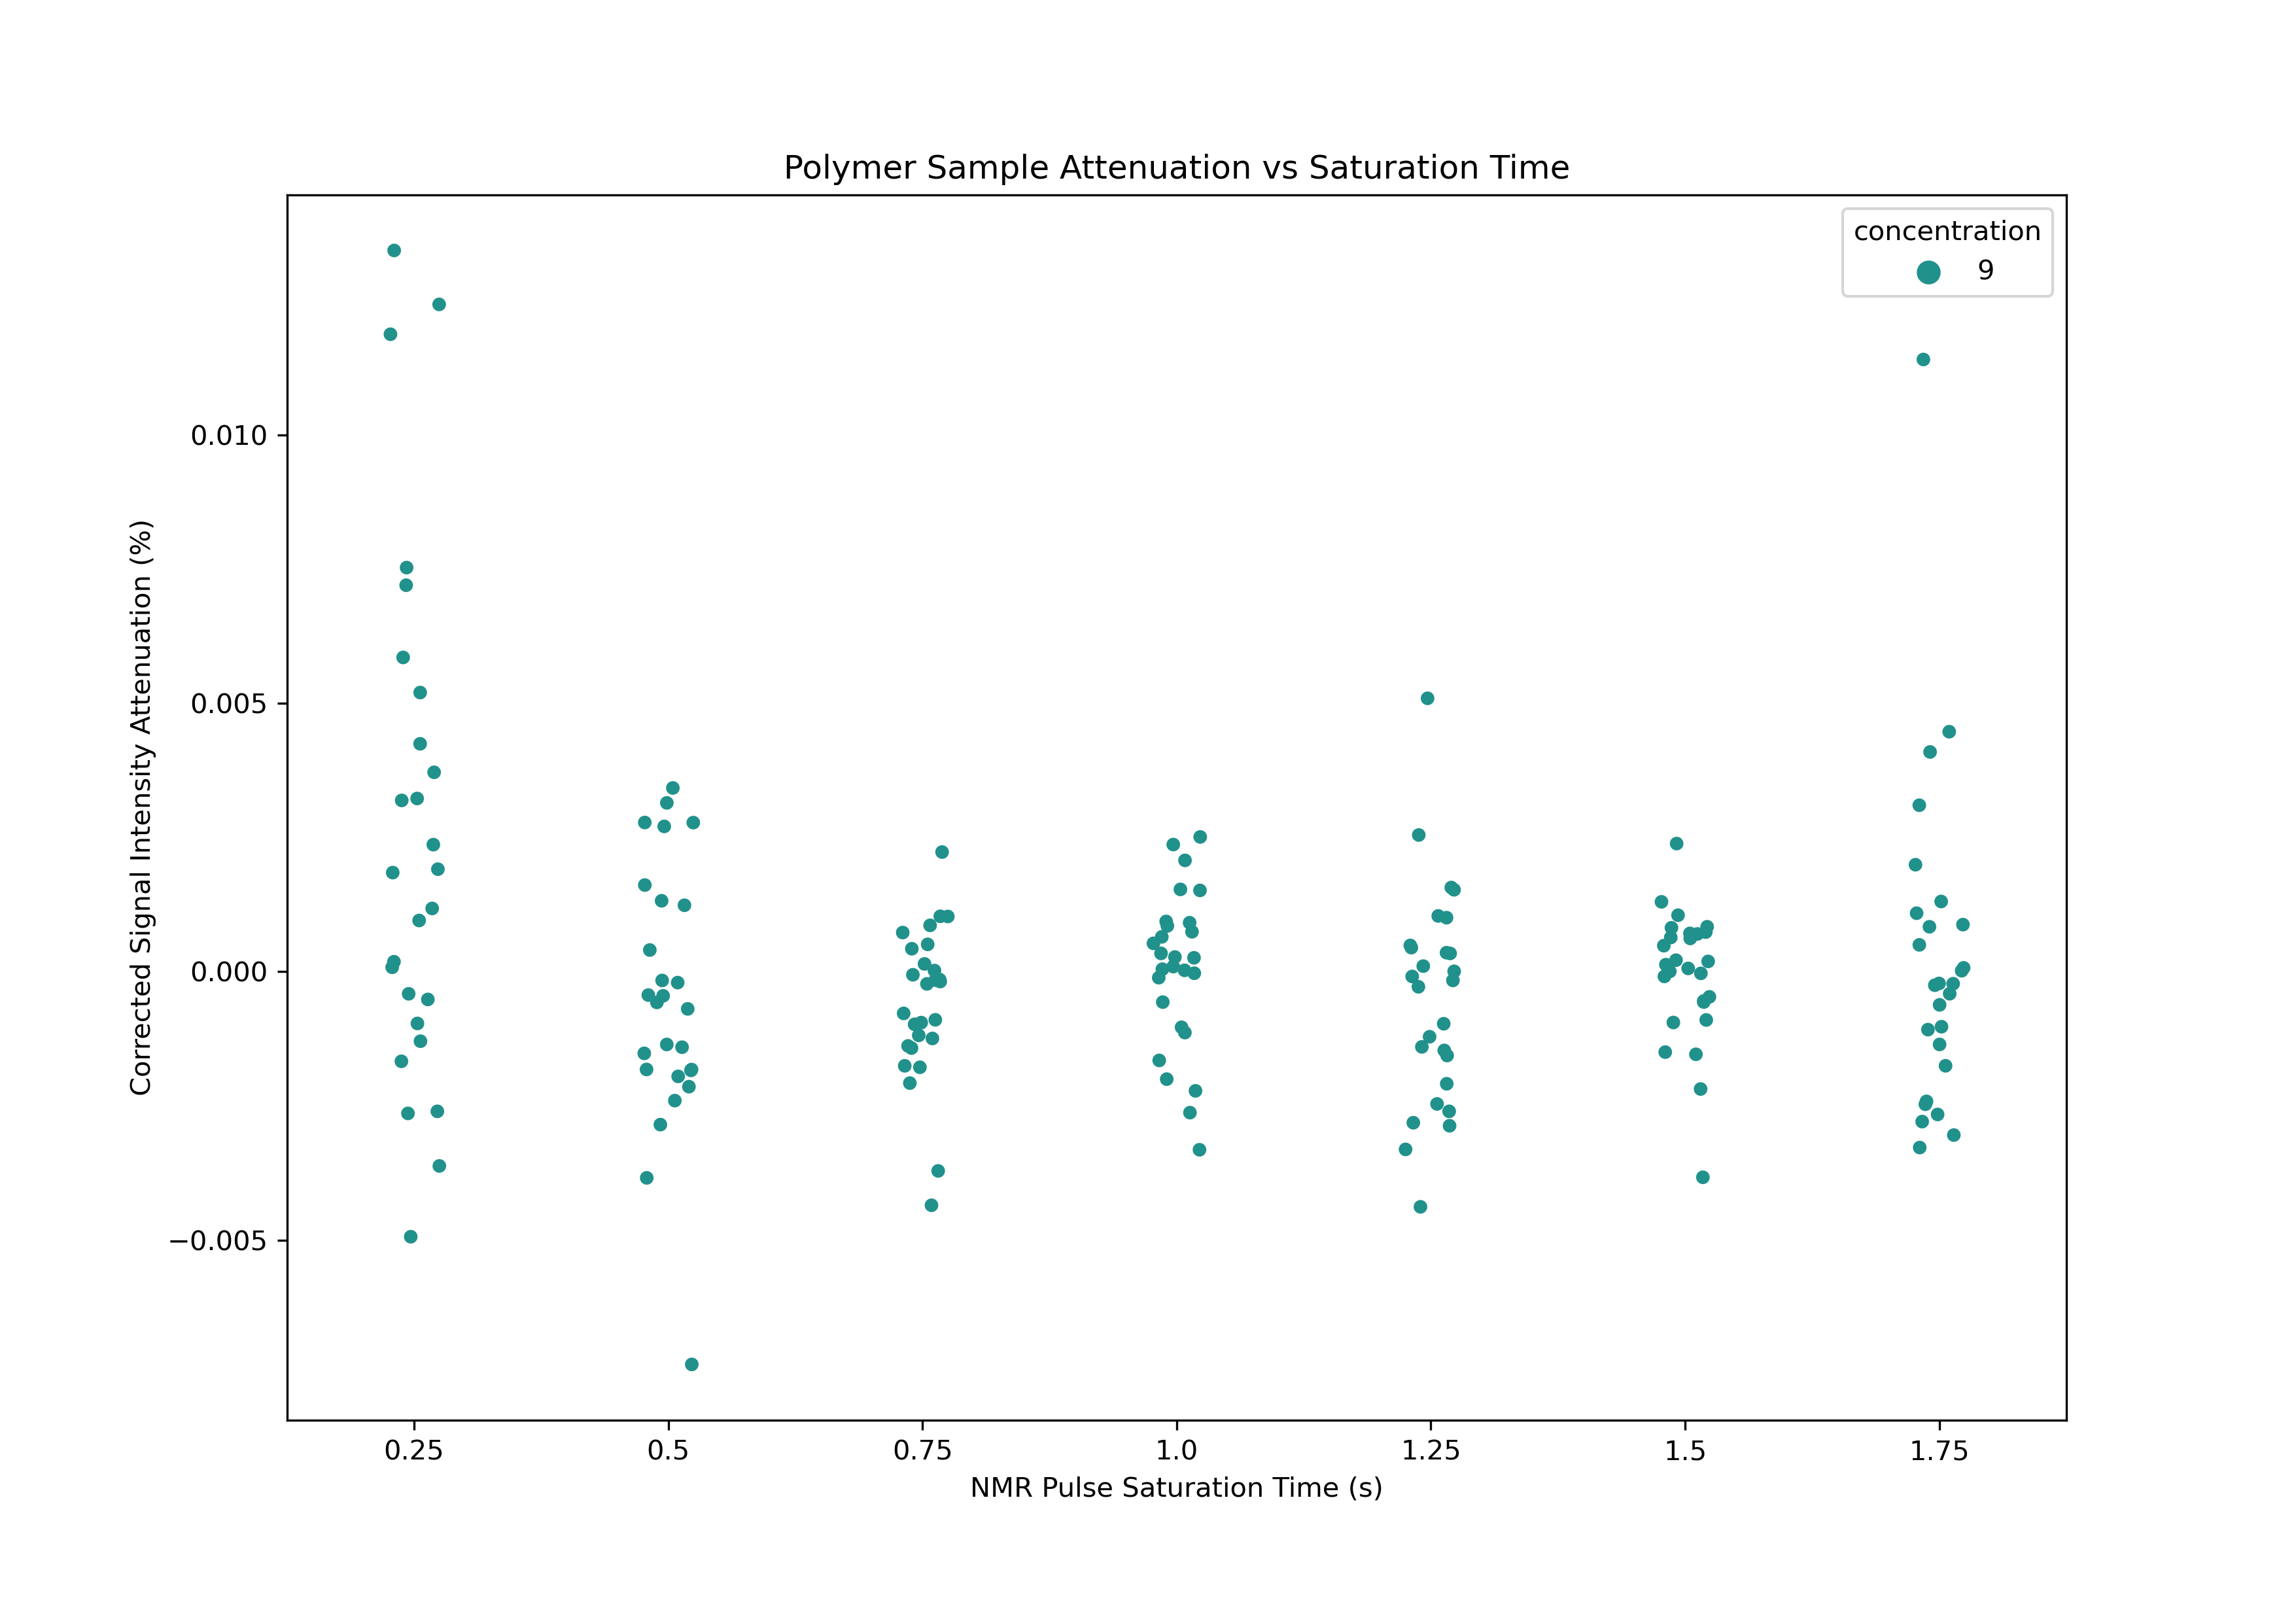 Polymer Sample Attenuation vs Saturation Time
concentration
9
Corrected Signal Intensity Attenuation (%)
0.010
0.005
0.000
−0.005
0.25 0.5 0.75 1.0 1.25 1.5 1.75
NMR Pulse Saturation Time (s)